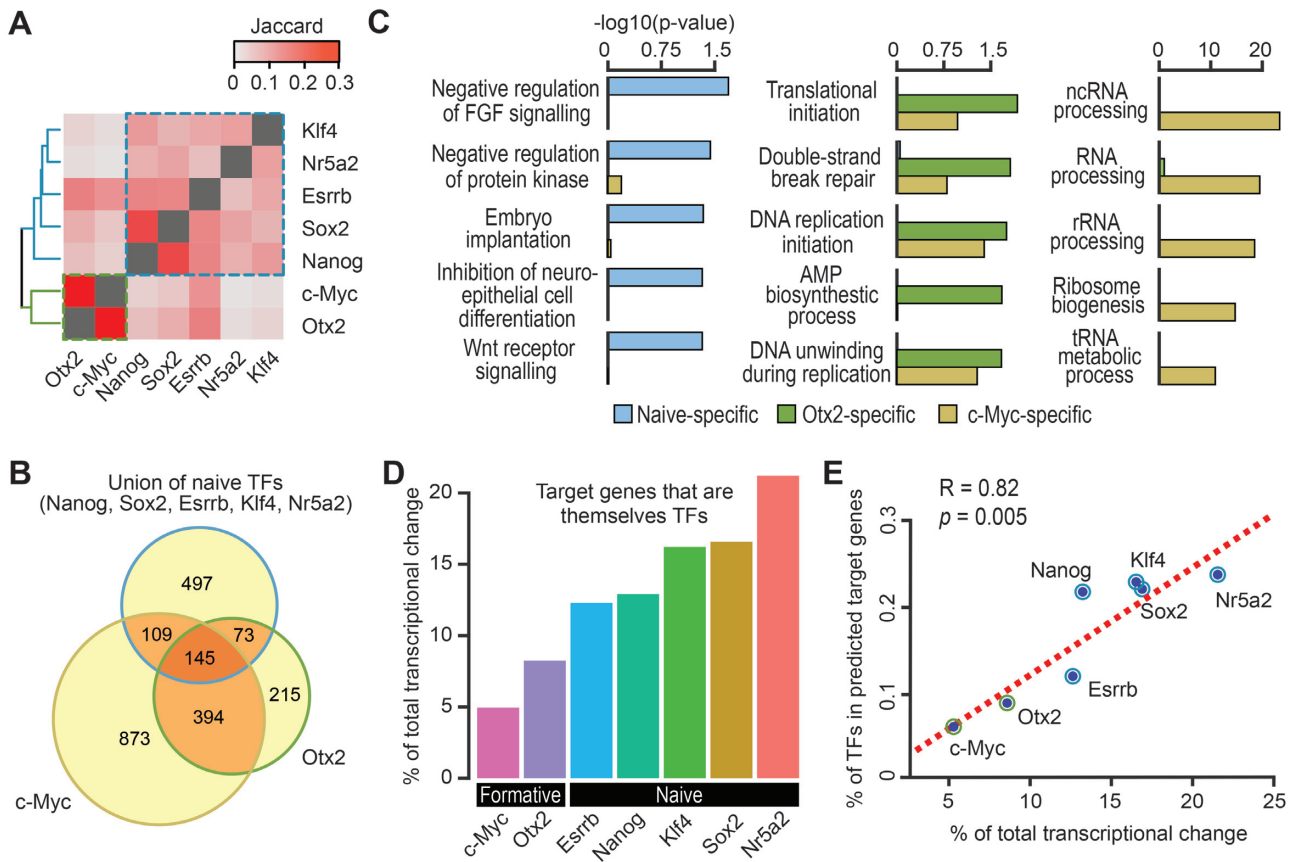 A
Jaccard
0 0.1 0.3
Klf4
Nr5a2
Esrrb
Sox2
Nanog
c-Myc
Otx2
Otx2 c-Myc Nanog Sox2 Esrrb Nr5a2 Klf4
C
-log10(p-value)
0 0.75 1.5
Negative regulation
of FGF signalling
Negative regulation
of protein kinase
Embryo
implantation
Inhibition of neuro-
epithelial cell
differentiation
Wnt receptor
signalling
0 0.75 1.5
Translational
initiation
Double-strand
break repair
DNA replication
initiation
AMP
biosynthestic
process
DNA unwinding
during replication
0 10 20
ncRNA
processing
RNA
processing
rRNA
processing
Ribosome
biogenesis
tRNA
metabolic
process
Naive-specific Otx2-specific c-Myc-specific
B
Union of naive TFs
(Nanog, Sox2, Esrrb, Klf4, Nr5a2)
497
109
73
145
215
394
873
Otx2
c-Myc
D
% of total transcriptional change
20
15
10
5
0
Target genes that are
themselves TFs
Formative Naive
c-Myc Otx2 Esrrb Nanog Klf4 Sox2 Nr5a2
E
R = 0.82
p = 0.005
% of TFs in predicted target genes
0.3
0.2
0.1
0
Nanog
Klf4
Sox2
Nr5a2
Esrrb
Otx2
c-Myc
5 10 15 20 25
% of total transcriptional change